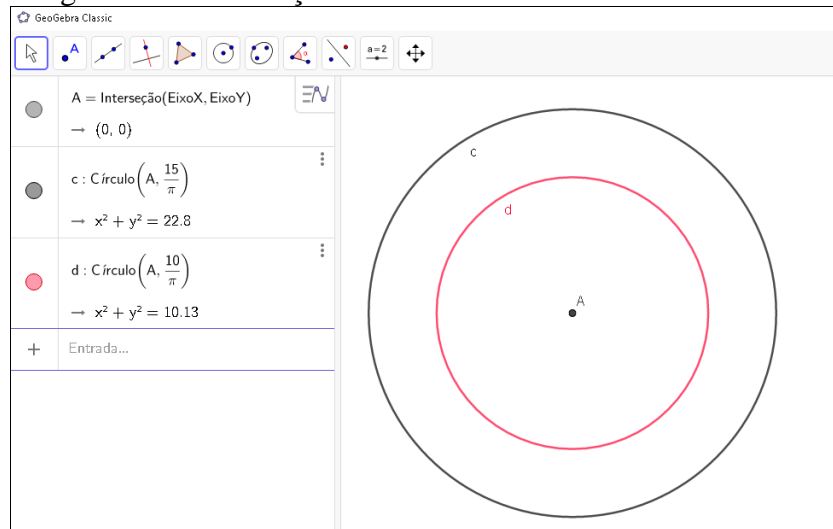 GeoGebra Classic
A
a=2
A = Interseção(EixoX, EixoY)
→ (0, 0)
c : Círculo(A, 15/π)
→ x² + y² = 22.8
d : Círculo(A, 10/π)
→ x² + y² = 10.13
+ Entrada...
c
d
A